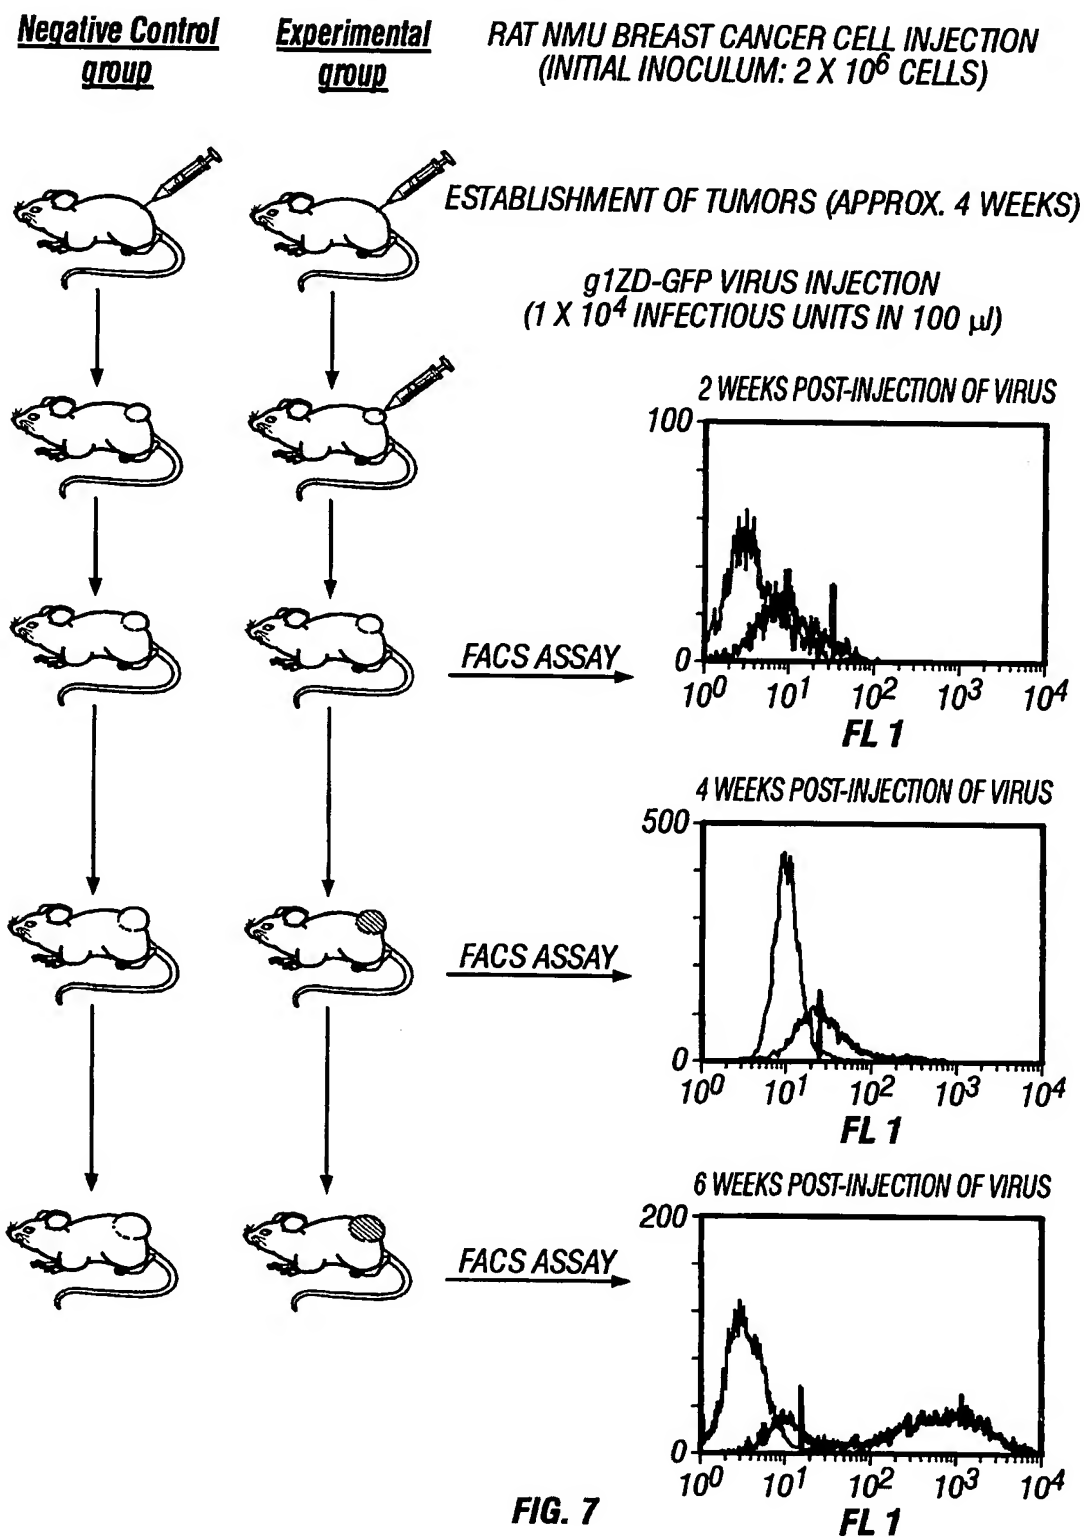 Negative Control
group
Experimental
group
RAT NMU BREAST CANCER CELL INJECTION
(INITIAL INOCULUM: 2 X 10⁶ CELLS)
ESTABLISHMENT OF TUMORS (APPROX. 4 WEEKS)
g1ZD-GFP VIRUS INJECTION
(1 X 10⁴ INFECTIOUS UNITS IN 100 µl)
2 WEEKS POST-INJECTION OF VIRUS
100
0
10⁰ 10¹ 10² 10³ 10⁴
FL 1
FACS ASSAY
4 WEEKS POST-INJECTION OF VIRUS
500
0
10⁰ 10¹ 10² 10³ 10⁴
FL 1
FACS ASSAY
6 WEEKS POST-INJECTION OF VIRUS
200
0
10⁰ 10¹ 10² 10³ 10⁴
FL 1
FACS ASSAY
FIG. 7